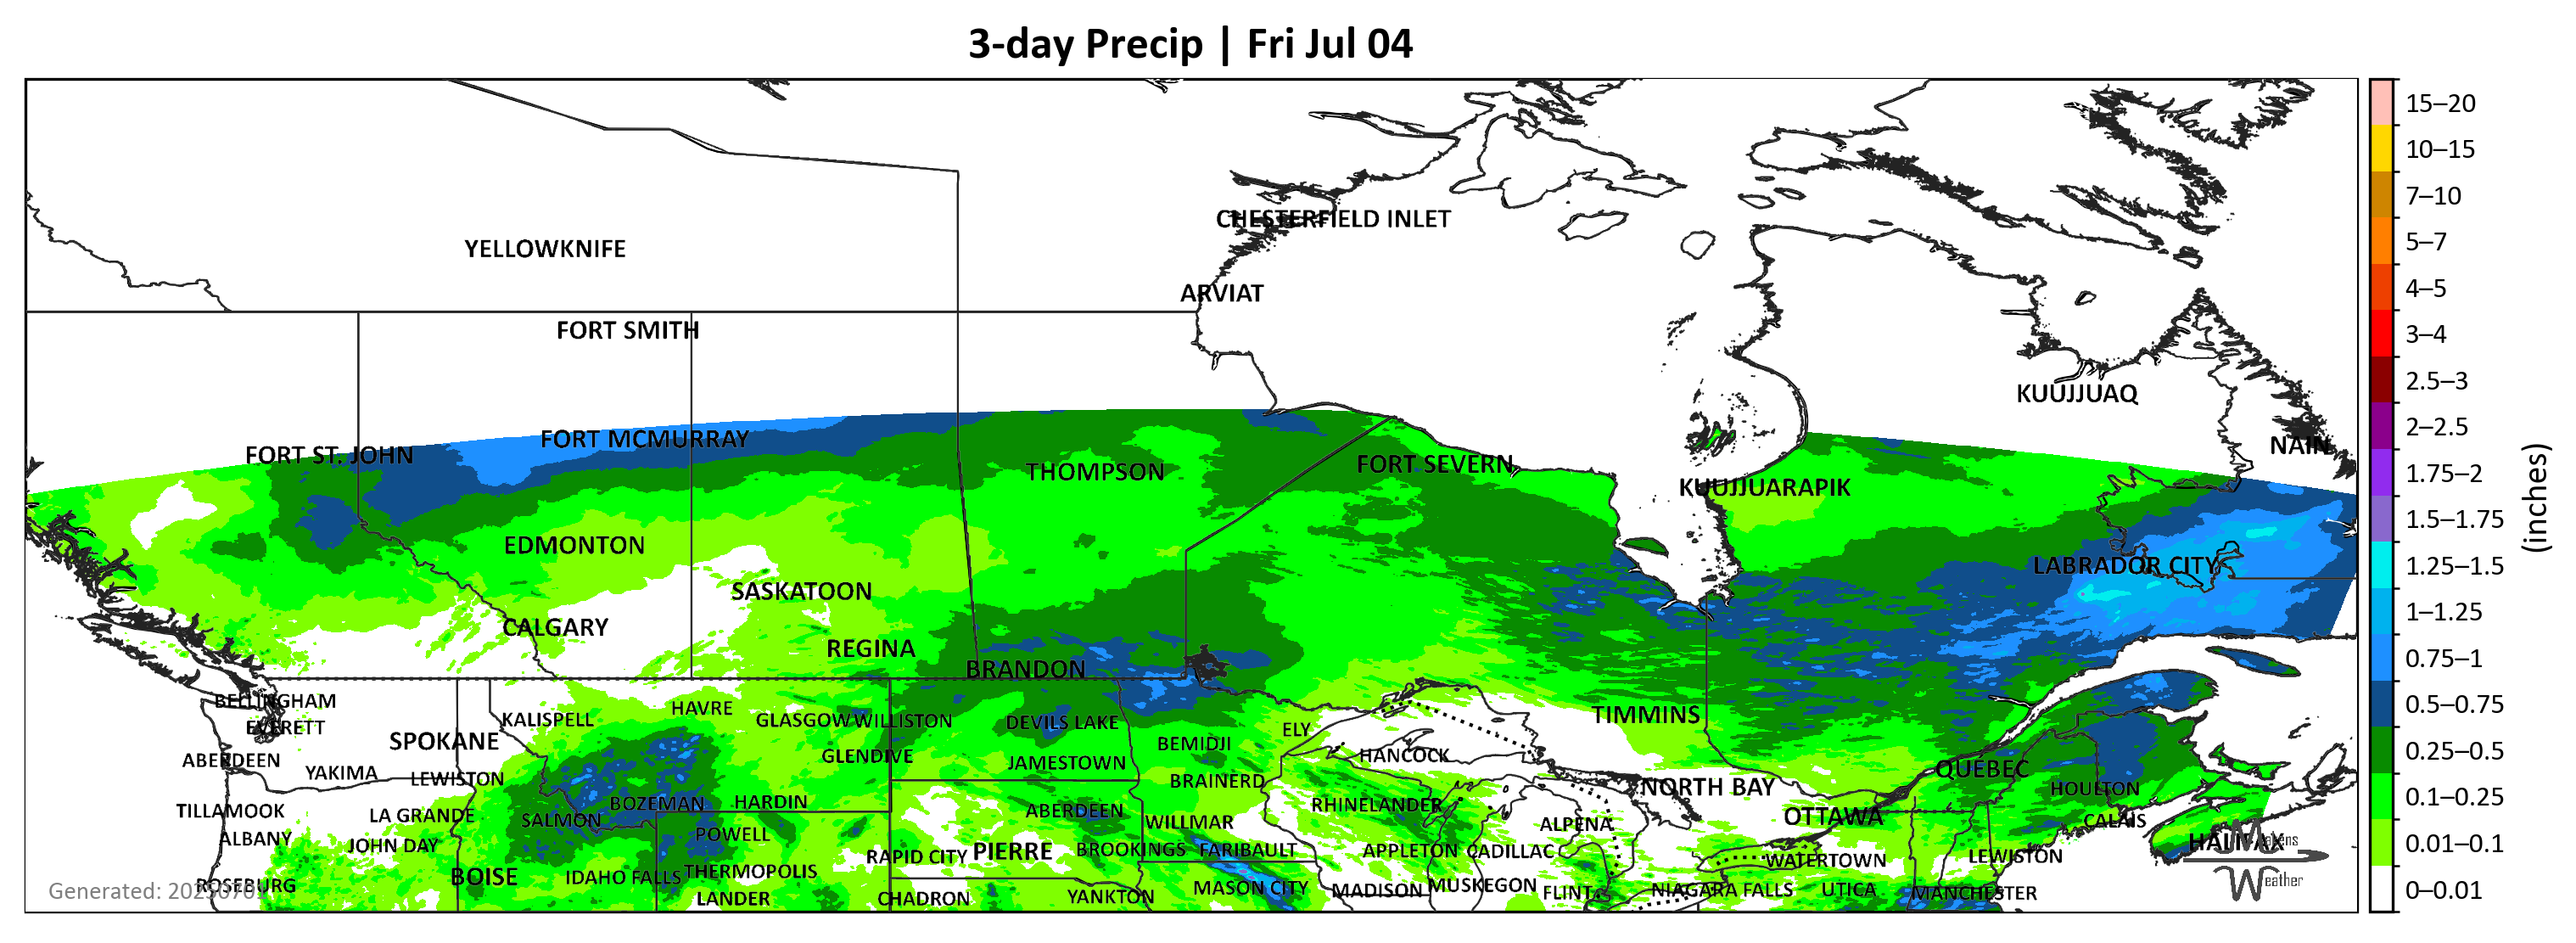 3-day Precip | Fri Jul 04
YELLOWKNIFE
CHESTERFIELD INLET
ARVIAT
FORT SMITH
KUUJJUAQ
NAIN
FORT ST. JOHN
FORT MCMURRAY
THOMPSON
FORT SEVERN
KUUJJUARAPIK
EDMONTON
LABRADOR CITY
SASKATOON
CALGARY
REGINA
BRANDON
BELLINGHAM
EVERETT
KALISPELL
HAVRE
GLASGOW
WILLISTON
DEVILS LAKE
TIMMINS
ELY
SPOKANE
BEMIDJI
HANCOCK
ABERDEEN
GLENDIVE
JAMESTOWN
QUÉBEC
YAKIMA
LEWISTON
BRAINERD
NORTH BAY
HOULTON
TILLAMOOK
LA GRANDE
BOZEMAN
HARDIN
ABERDEEN
RHINELANDER
OTTAWA
CALAIS
SALMON
WILLMAR
ALPENA
ALBANY
JOHN DAY
POWELL
HALIFAX
Mavens
Weather
RAPID CITY
PIERRE
BROOKINGS
FARIBAULT
APPLETON
CADILLAC
WATERTOWN
LEWISTON
ROSEBURG
BOISE
IDAHO FALLS
THERMOPOLIS
MASON CITY
MADISON
MUSKEGON
FLINT
NIAGARA FALLS
UTICA
MANCHESTER
LANDER
CHADRON
YANKTON
Generated:
15–20
10–15
7–10
5–7
4–5
3–4
2.5–3
2–2.5
1.75–2
1.5–1.75
1.25–1.5
1–1.25
0.75–1
0.5–0.75
0.25–0.5
0.1–0.25
0.01–0.1
0–0.01
(inches)